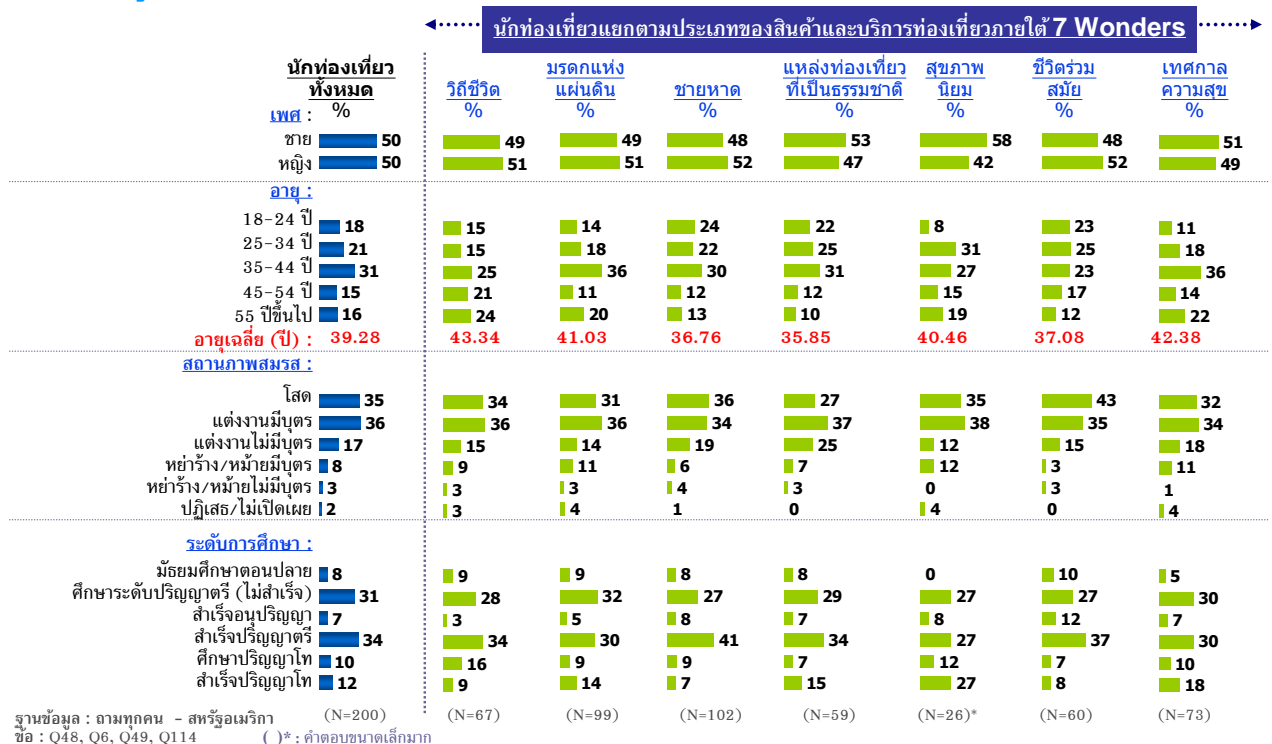 นักท่องเที่ยวแยกตามประเภทของสินค้าและบริการท่องเที่ยวภายใต้ 7 Wonders
นักท่องเที่ยว มรดกแห่ง แหล่งท่องเที่ยว สุขภาพ ชีวิตร่วม เทศกาล
ทั้งหมด วิถีชีวิต แผ่นดิน ชายหาด ที่เป็นธรรมชาติ นิยม สมัย ความสุข
เพศ : % % % % % % % %
ชาย 50 49 49 48 53 58 48 51
หญิง 50 51 51 52 47 42 52 49
อายุ :
18-24 ปี 18 15 14 24 22 8 23 11
25-34 ปี 21 15 18 22 25 31 25 18
35-44 ปี 31 25 36 30 31 27 23 36
45-54 ปี 15 21 11 12 12 15 17 14
55 ปีขึ้นไป 16 24 20 13 10 19 12 22
อายุเฉลี่ย (ปี) : 39.28 43.34 41.03 36.76 35.85 40.46 37.08 42.38
สถานภาพสมรส :
โสด 35 34 31 36 27 35 43 32
แต่งงานมีบุตร 36 36 36 34 37 38 35 34
แต่งงานไม่มีบุตร 17 15 14 19 25 12 15 18
หย่าร้าง/หม้ายมีบุตร 8 9 11 6 7 12 3 11
หย่าร้าง/หม้ายไม่มีบุตร 3 3 3 4 3 0 3 1
ปฏิเสธ/ไม่เปิดเผย 2 3 4 1 0 4 0 4
ระดับการศึกษา :
มัธยมศึกษาตอนปลาย 8 9 9 8 8 0 10 5
ศึกษาระดับปริญญาตรี (ไม่สำเร็จ) 31 28 32 27 29 27 27 30
สำเร็จอนุปริญญา 7 3 5 8 7 8 12 7
สำเร็จปริญญาตรี 34 34 30 41 34 27 37 30
ศึกษาปริญญาโท 10 16 9 9 7 12 7 10
สำเร็จปริญญาโท 12 9 14 7 15 27 8 18
ฐานข้อมูล : ถามทุกคน - สหรัฐอเมริกา (N=200) (N=67) (N=99) (N=102) (N=59) (N=26)* (N=60) (N=73)
ข้อ : Q48, Q6, Q49, Q114 ( )* : คำตอบขนาดเล็กมาก